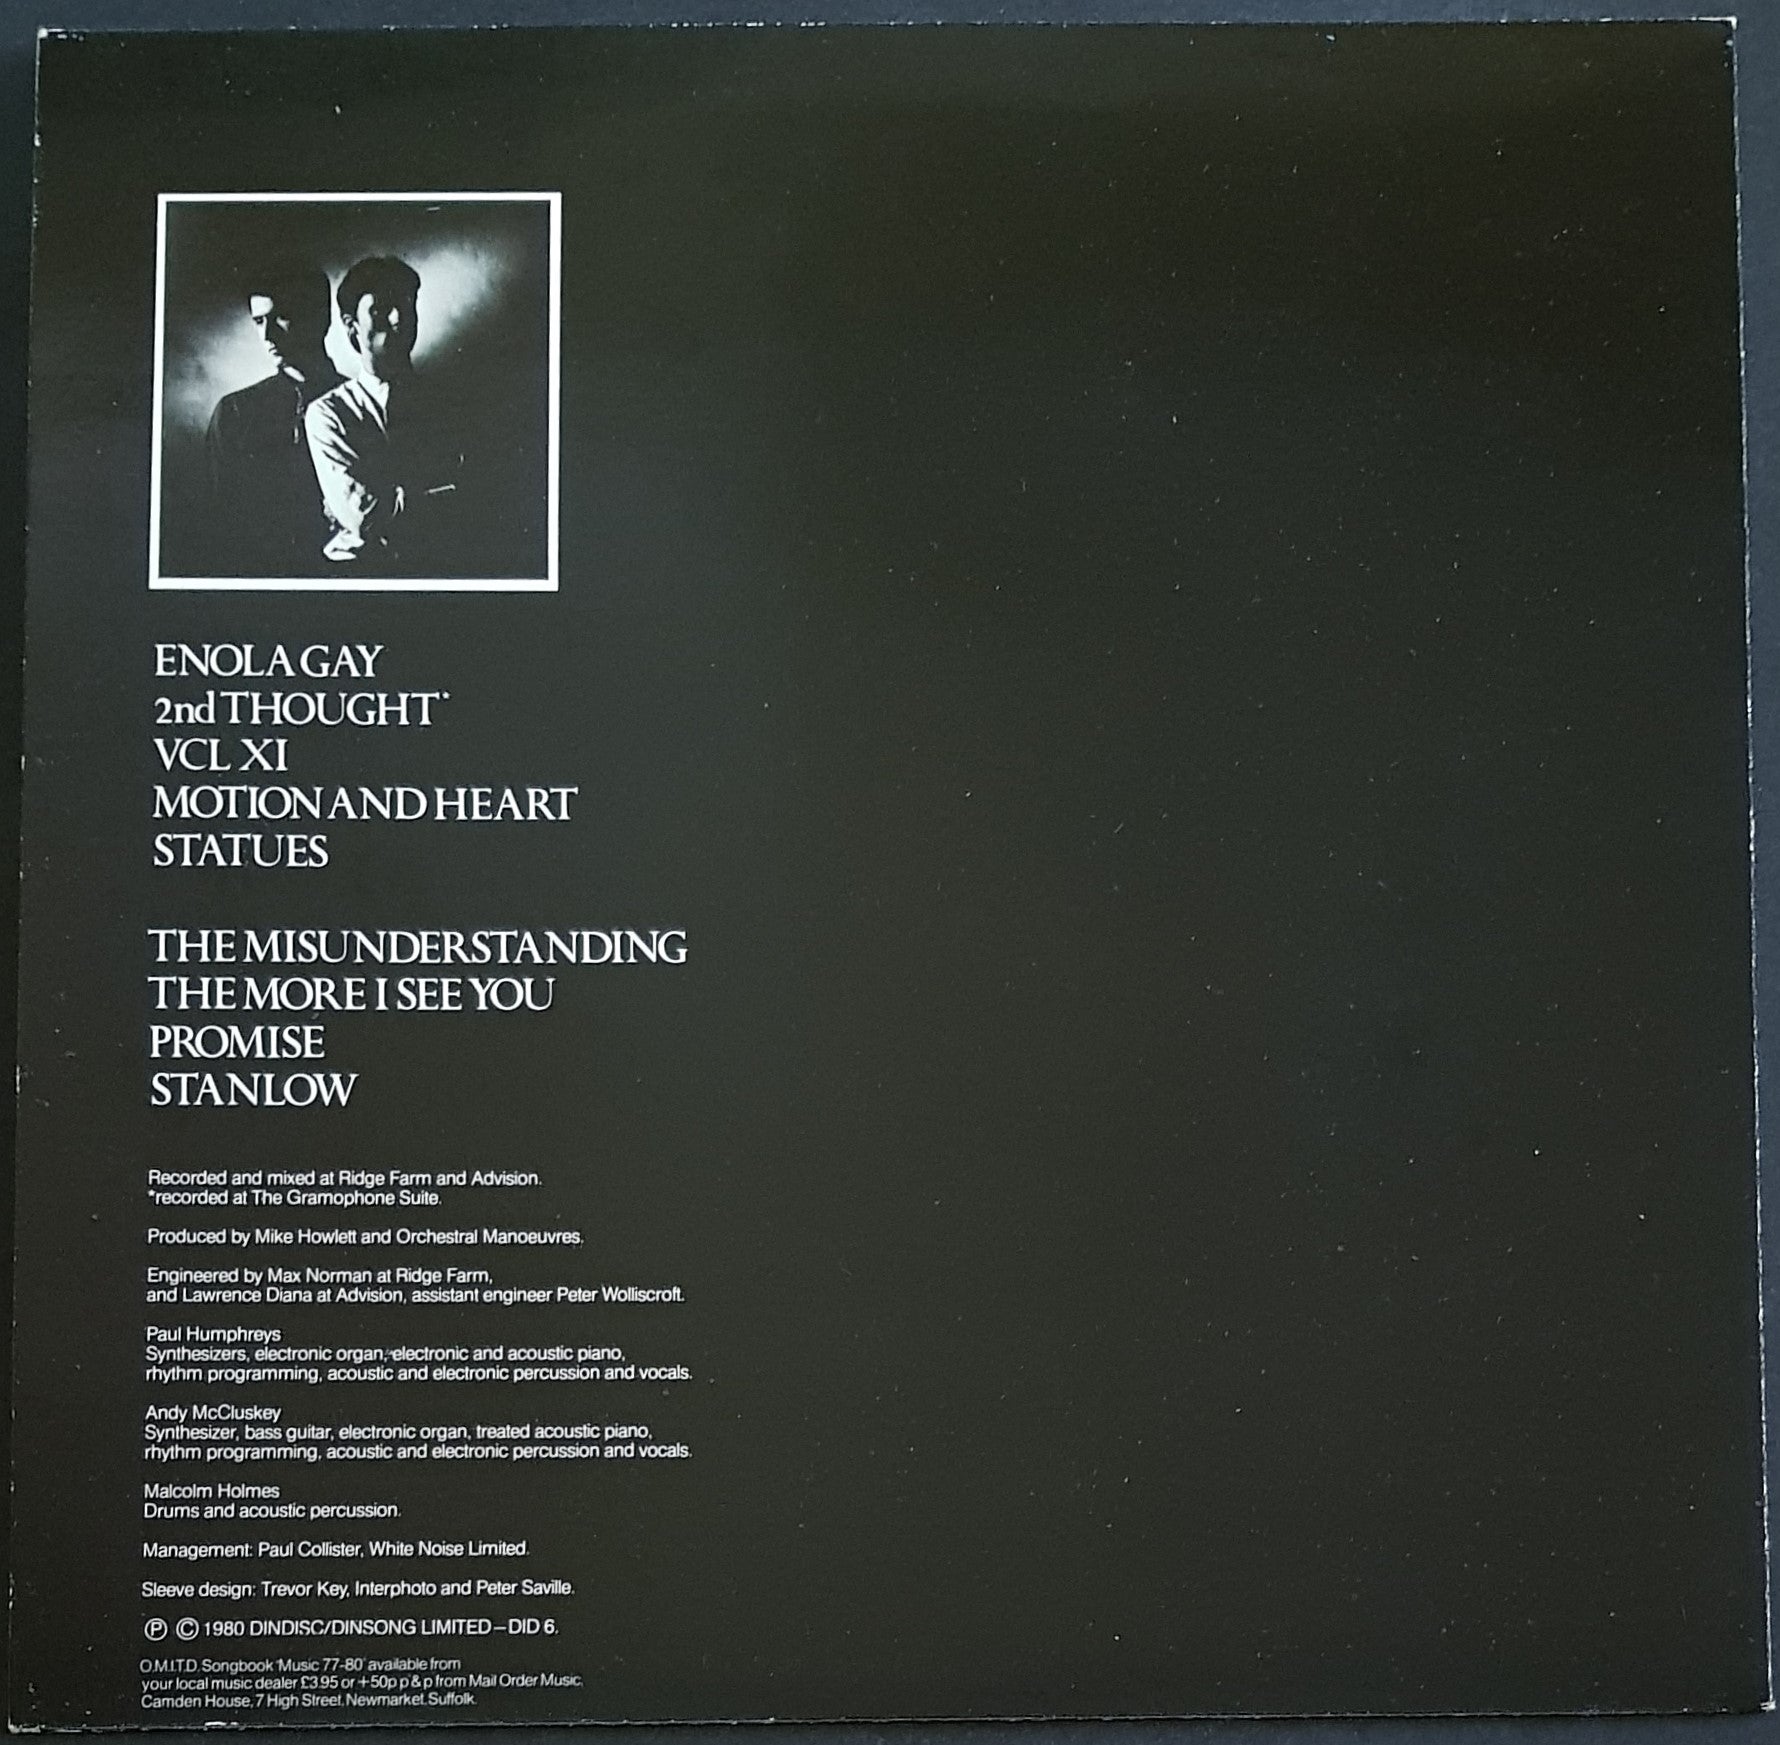 ENOLA GAY
2nd THOUGHT*
VCL XI
MOTION AND HEART
STATUES
THE MISUNDERSTANDING
THE MORE I SEE YOU
PROMISE
STANLOW
Recorded and mixed at Ridge Farm and Advision.
*recorded at The Gramophone Suite.
Produced by Mike Howlett and Orchestral Manoeuvres.
Engineered by Max Norman at Ridge Farm,
and Lawrence Diana at Advision, assistant engineer Peter Wolliscroft.
Paul Humphreys
Synthesizers, electronic organ, electronic and acoustic piano,
rhythm programming, acoustic and electronic percussion and vocals.
Andy McCluskey
Synthesizer, bass guitar, electronic organ, treated acoustic piano,
rhythm programming, acoustic and electronic percussion and vocals.
Malcolm Holmes
Drums and acoustic percussion.
Management: Paul Collister, White Noise Limited.
Sleeve design: Trevor Key, Interphoto and Peter Saville.
Ⓟ © 1980 DINDISC/DINSONG LIMITED–DID 6.
O.M.I.T.D. Songbook 'Music 77-80' available from
your local music dealer £3.95 or +50p p & p from Mail Order Music,
Camden House, 7 High Street, Newmarket, Suffolk.